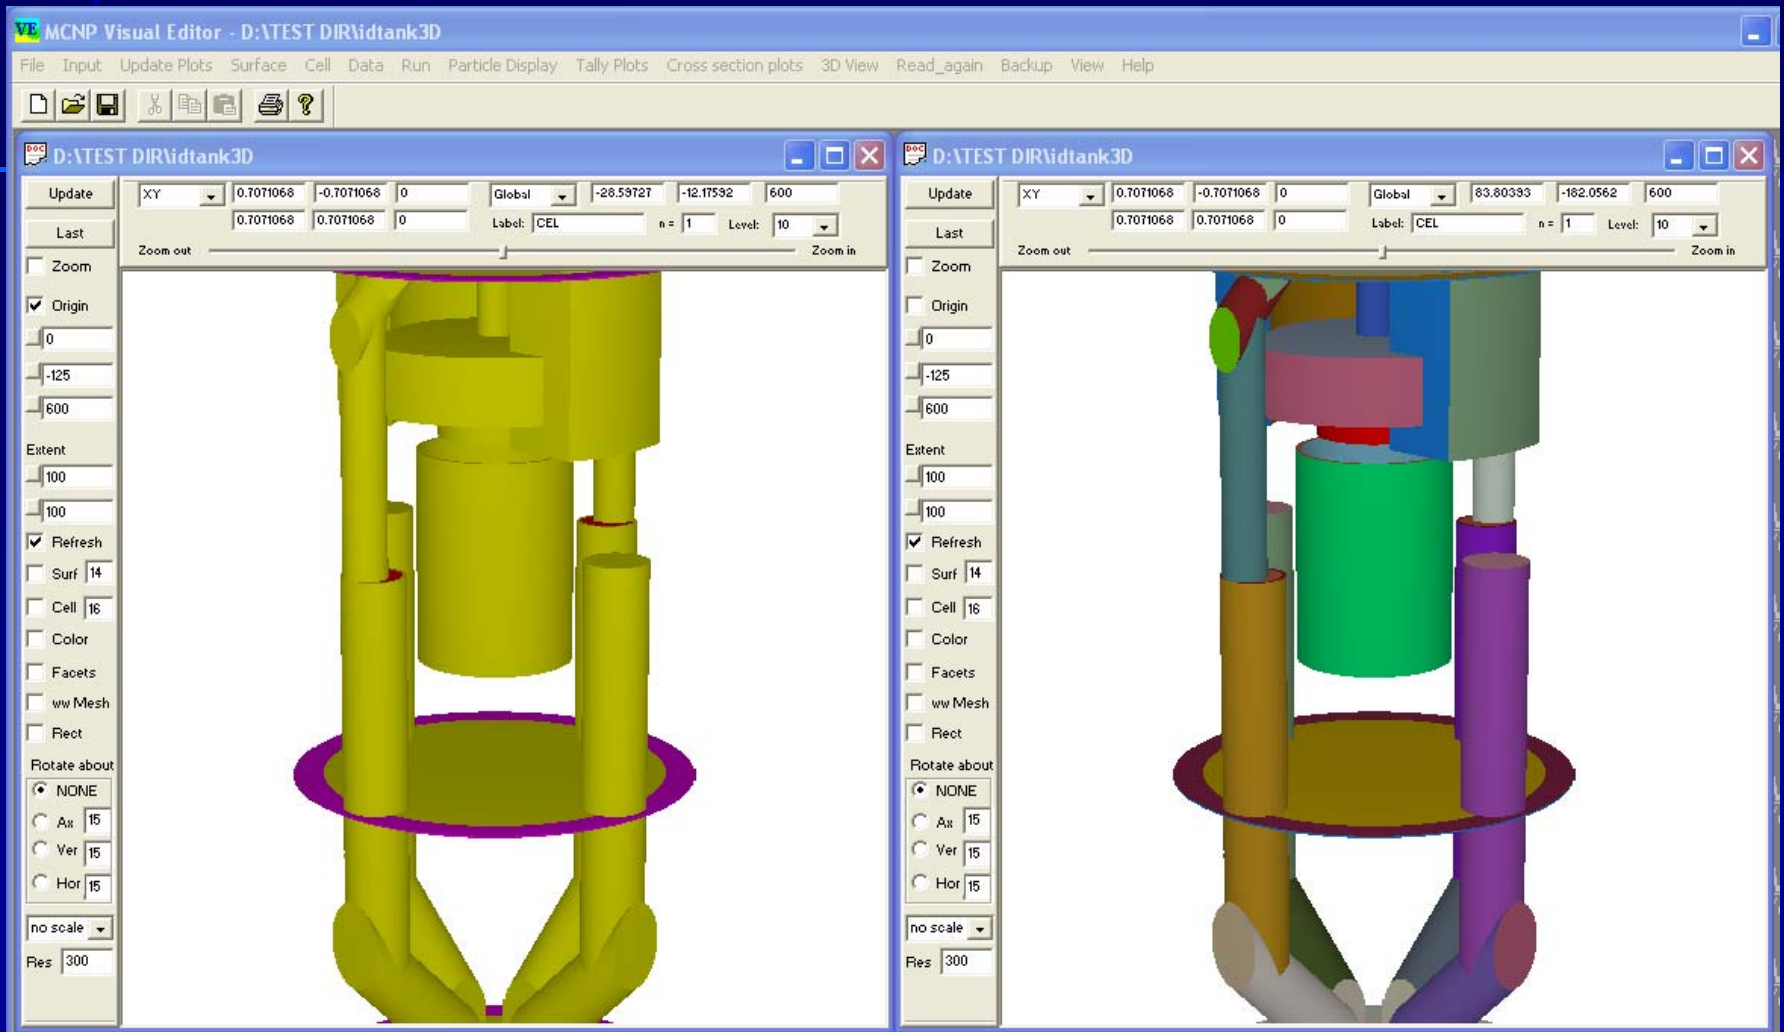 VE MCNP Visual Editor - D:\TEST DIR\idtank3D
File Input Update Plots Surface Cell Data Run Particle Display Tally Plots Cross section plots 3D View Read_again Backup View Help
DOC D:\TEST DIR\idtank3D
Update XY 0.7071068 -0.7071068 0 Global -28.59727 -12.17592 600
0.7071068 0.7071068 0 Label: CEL n = 1 Level: 10
Last
Zoom out Zoom in
Zoom
Origin
0
-125
600
Extent
100
100
Refresh
Surf 14
Cell 16
Color
Facets
ww Mesh
Rect
Rotate about
NONE
Ax 15
Ver 15
Hor 15
no scale
Res 300
DOC D:\TEST DIR\idtank3D
Update XY 0.7071068 -0.7071068 0 Global 83.80393 -182.0562 600
0.7071068 0.7071068 0 Label: CEL n = 1 Level: 10
Last
Zoom out Zoom in
Zoom
Origin
0
-125
600
Extent
100
100
Refresh
Surf 14
Cell 16
Color
Facets
ww Mesh
Rect
Rotate about
NONE
Ax 15
Ver 15
Hor 15
no scale
Res 300